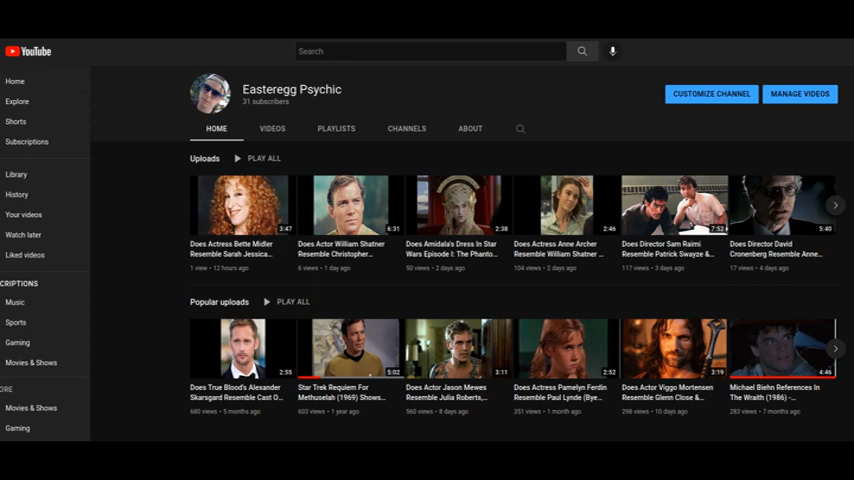 YouTube
Search
Home
Explore
Shorts
Subscriptions
Library
History
Your videos
Watch later
Liked videos
CRIPTIONS
Music
Sports
Gaming
Movies & Shows
ORE
Movies & Shows
Gaming
Easteregg Psychic
31 subscribers
CUSTOMIZE CHANNEL
MANAGE VIDEOS
HOME VIDEOS PLAYLISTS CHANNELS ABOUT
Uploads PLAY ALL
3:47
Does Actress Bette Midler
Resemble Sarah Jessica...
1 view • 12 hours ago
6:31
Does Actor William Shatner
Resemble Christopher...
6 views • 1 day ago
2:38
Does Amidala's Dress In Star
Wars Episode I: The Phanto...
50 views • 2 days ago
2:46
Does Actress Anne Archer
Resemble William Shatner ...
104 views • 2 days ago
7:52
Does Director Sam Raimi
Resemble Patrick Swayze &...
117 views • 3 days ago
5:40
Does Director David
Cronenberg Resemble Anne...
17 views • 4 days ago
Popular uploads PLAY ALL
2:55
Does True Blood's Alexander
Skarsgard Resemble Cast O...
680 views • 5 months ago
5:02
Star Trek Requiem For
Methuselah (1969) Shows...
603 views • 1 year ago
3:11
Does Actor Jason Mewes
Resemble Julia Roberts,...
560 views • 8 days ago
2:52
Does Actress Pamelyn Ferdin
Resemble Paul Lynde (Bye...
351 views • 1 month ago
3:19
Does Actor Viggo Mortensen
Resemble Glenn Close &...
298 views • 10 days ago
4:46
Michael Biehn References In
The Wraith (1986) -...
283 views • 7 months ago